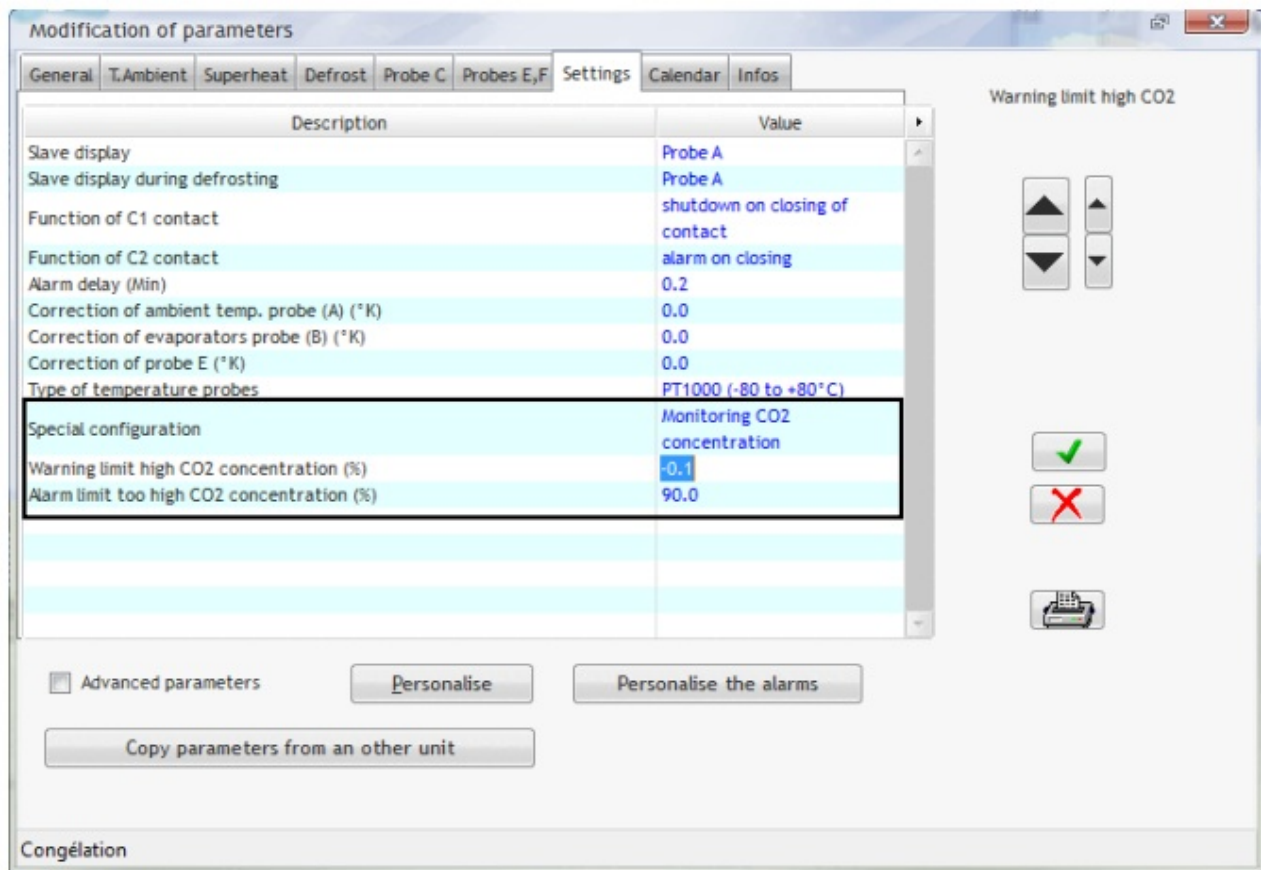 Modification of parameters
General T.Ambient Superheat Defrost Probe C Probes E,F Settings Calendar Infos
Warning limit high CO2
Description Value
Slave display Probe A
Slave display during defrosting Probe A
Function of C1 contact shutdown on closing of
contact
Function of C2 contact alarm on closing
Alarm delay (Min) 0.2
Correction of ambient temp. probe (A) (°K) 0.0
Correction of evaporators probe (B) (°K) 0.0
Correction of probe E (°K) 0.0
Type of temperature probes PT1000 (-80 to +80°C)
Special configuration Monitoring CO2
concentration
Warning limit high CO2 concentration (%) -0.1
Alarm limit too high CO2 concentration (%) 90.0
Advanced parameters Personalise Personalise the alarms
Copy parameters from an other unit
Congélation